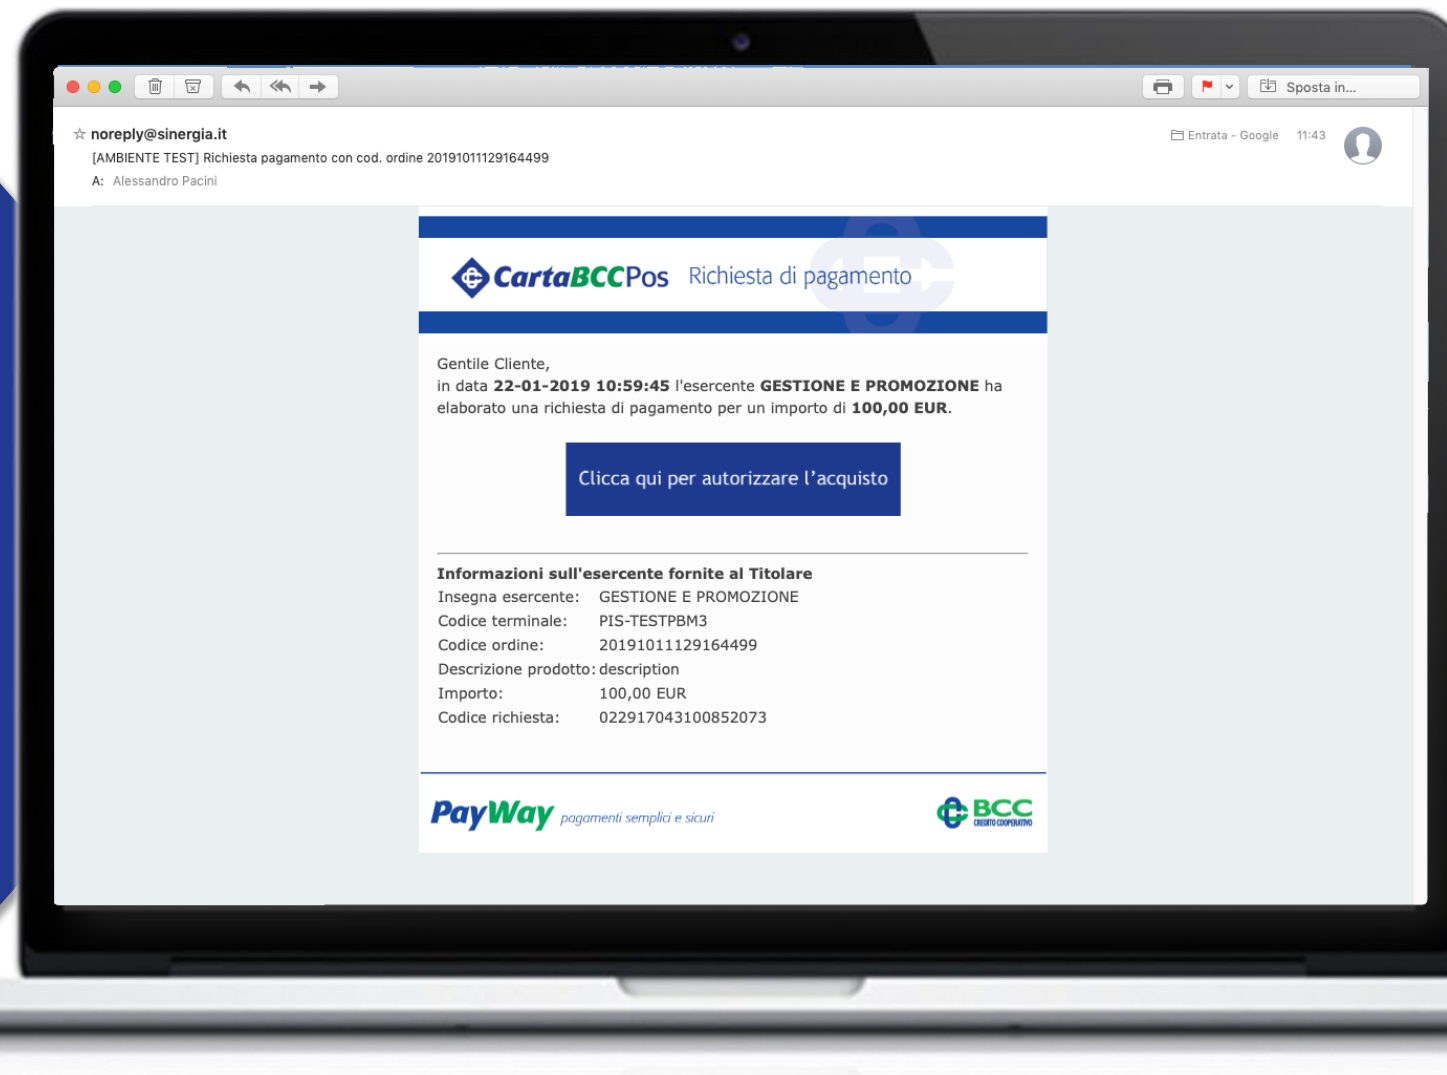 Sposta in...
noreply@sinergia.it
Entrata - Google 11:43
[AMBIENTE TEST] Richiesta pagamento con cod. ordine 20191011129164499
A: Alessandro Pacini
CartaBCCPos Richiesta di pagamento
Gentile Cliente,
in data 22-01-2019 10:59:45 l'esercente GESTIONE E PROMOZIONE ha
elaborato una richiesta di pagamento per un importo di 100,00 EUR.
Clicca qui per autorizzare l’acquisto
Informazioni sull'esercente fornite al Titolare
Insegna esercente: GESTIONE E PROMOZIONE
Codice terminale: PIS-TESTPBM3
Codice ordine: 20191011129164499
Descrizione prodotto: description
Importo: 100,00 EUR
Codice richiesta: 022917043100852073
PayWay pagamenti semplici e sicuri
BCC
CREDITO COOPERATIVO